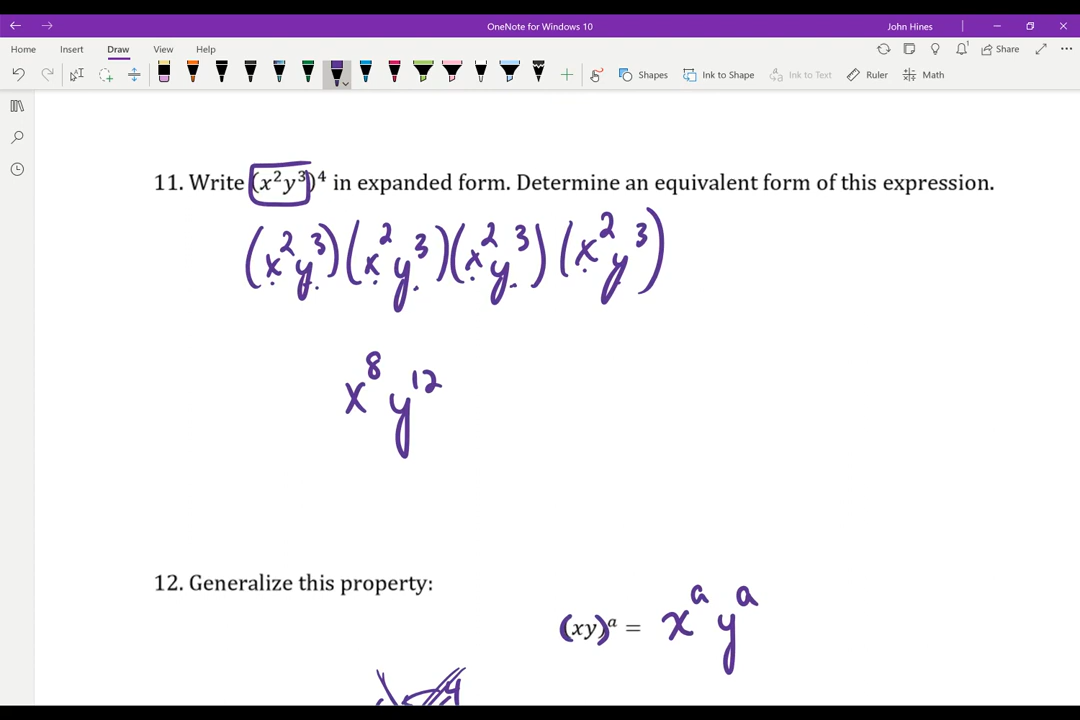 OneNote for Windows 10
John Hines
Home Insert Draw View Help
1 Share
Shapes Ink to Shape Ink to Text Ruler Math
11. Write (x²y³)⁴ in expanded form. Determine an equivalent form of this expression.
(x²y³)(x²y³)(x²y³)(x²y³)
x⁸y¹²
12. Generalize this property:
(xy)ᵃ = xᵃyᵃ